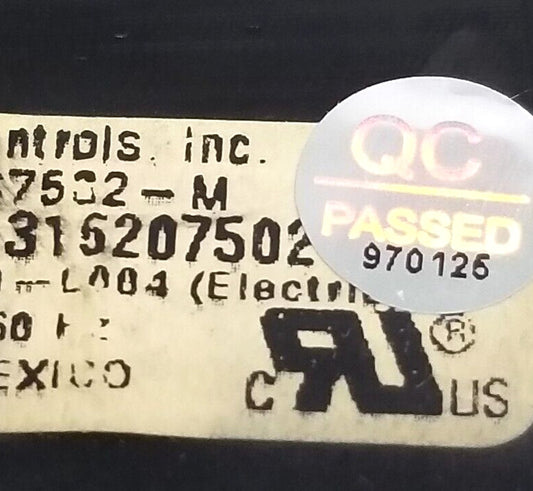 ntrols, inc.
7502-M
316207502
L004 (Electri
60 Hz
EXICO
C US
®
QC
PASSED
970126